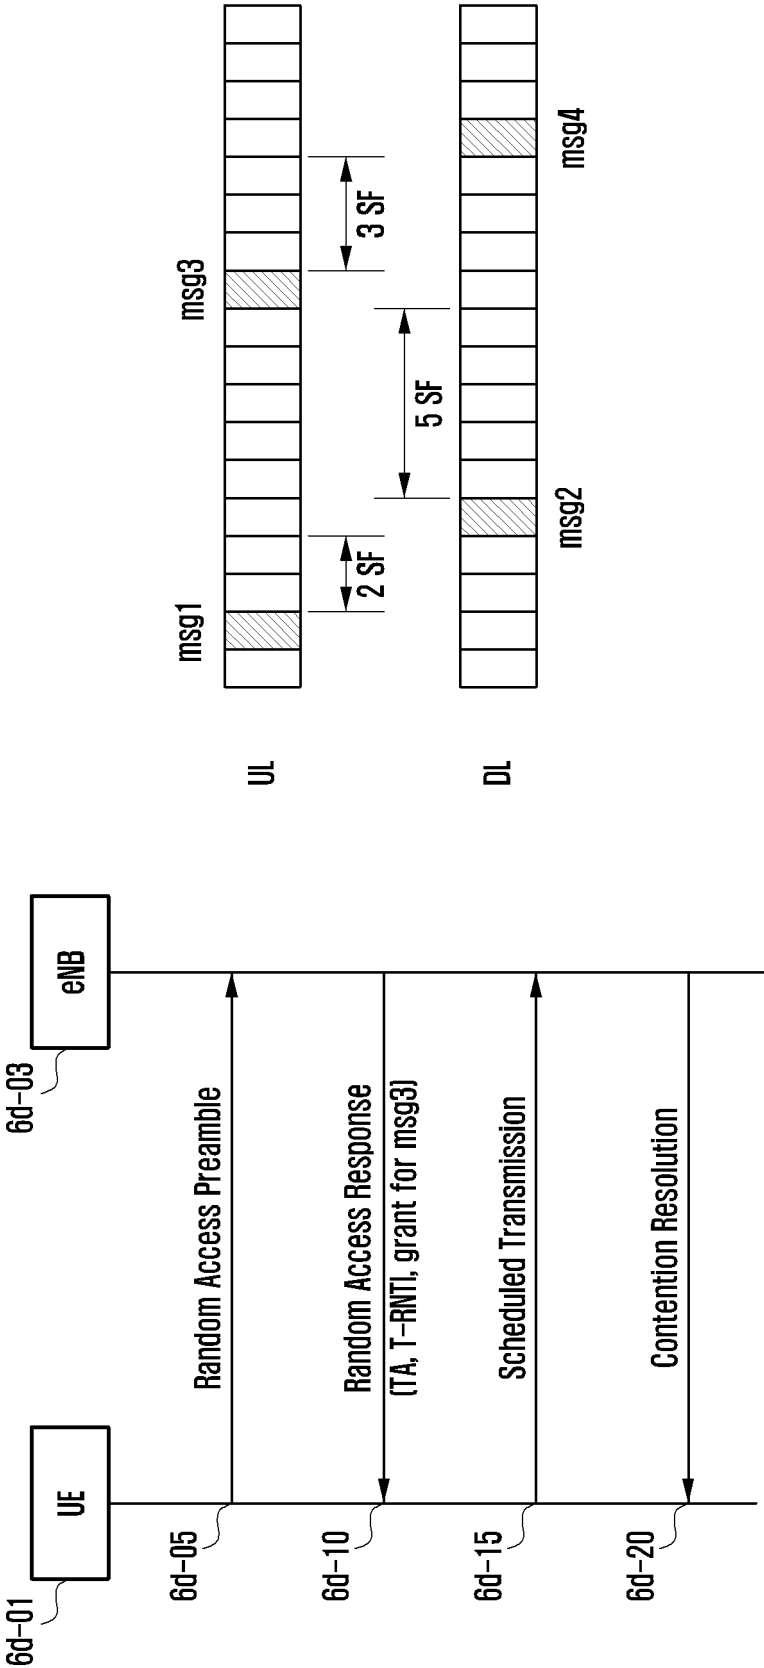 6d-01
UE
6d-03
eNB
6d-05
Random Access Preamble
6d-10
Random Access Response
(TA, T-RNTI, grant for msg3)
6d-15
Scheduled Transmission
6d-20
Contention Resolution
UL
msg1
msg3
2 SF
5 SF
3 SF
DL
msg2
msg4